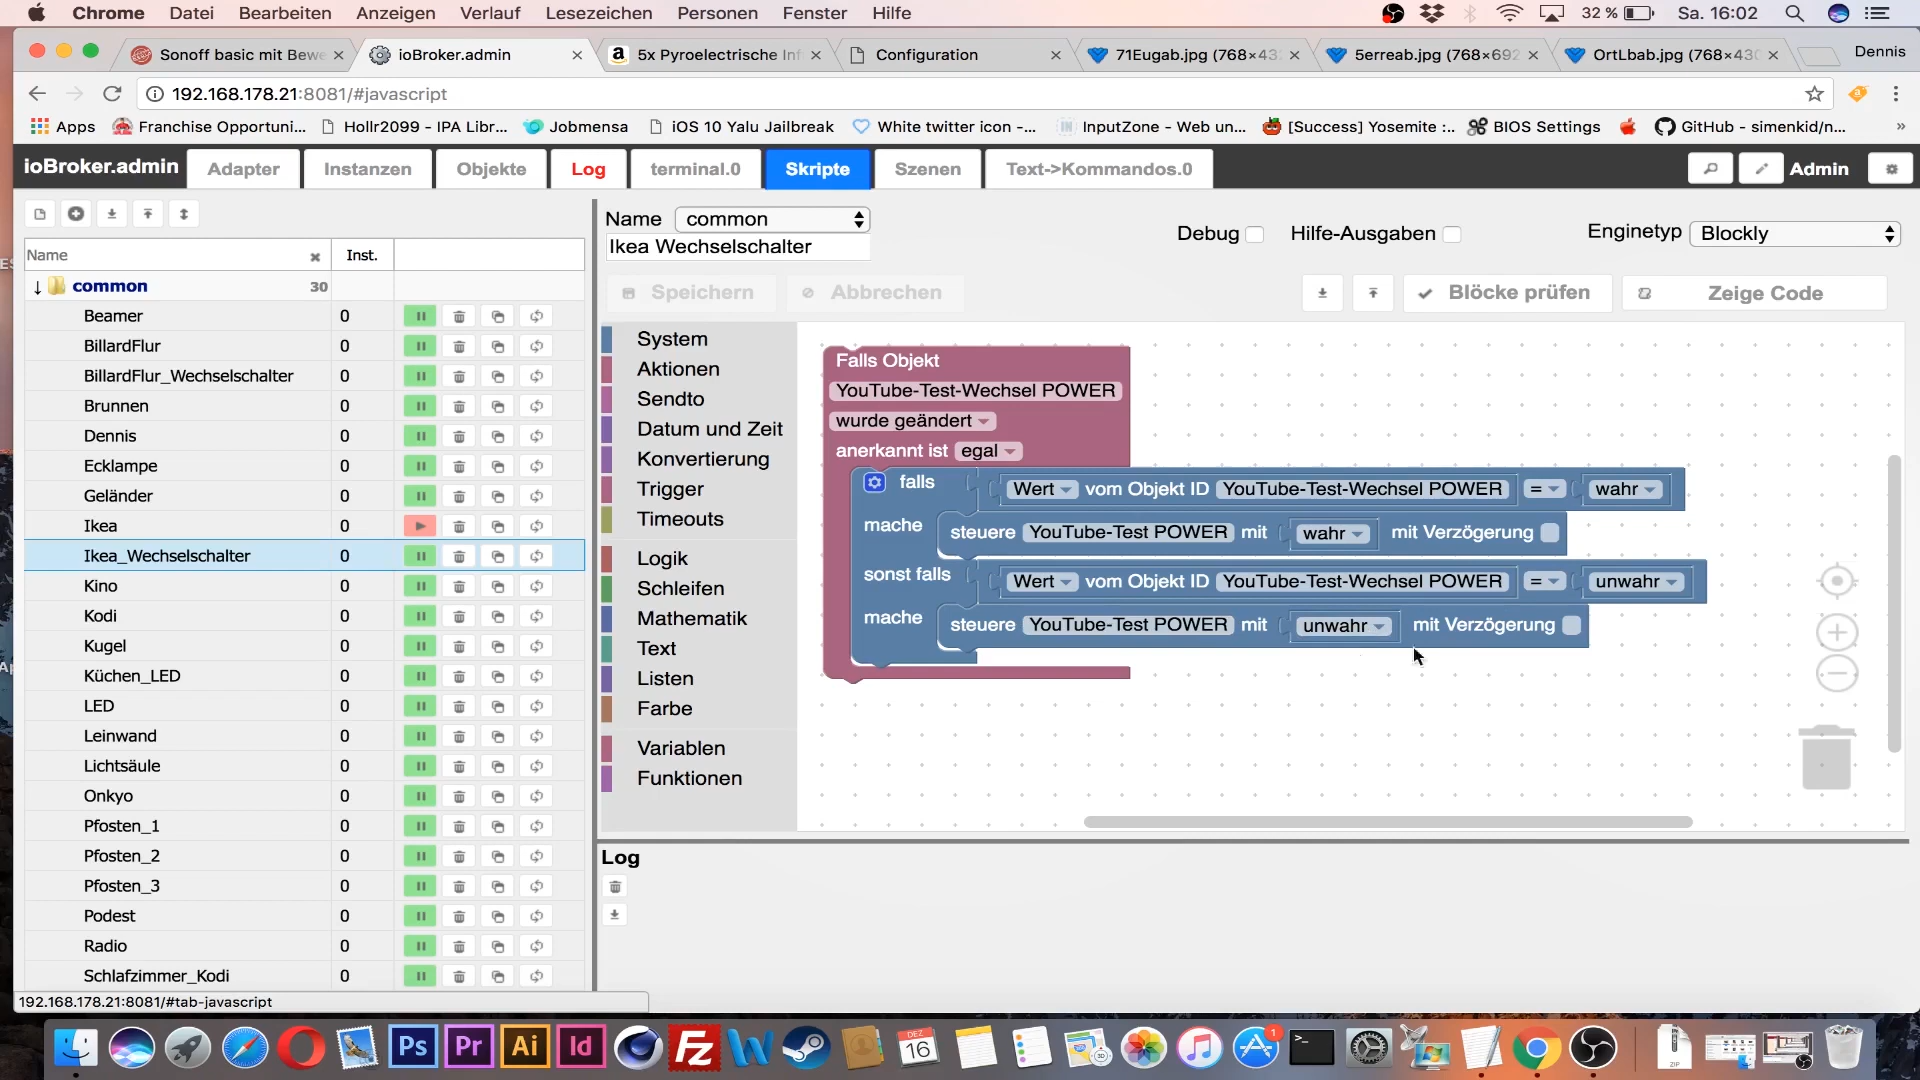 Chrome Datei Bearbeiten Anzeigen Verlauf Lesezeichen Personen Fenster Hilfe 32 % Sa. 16:02
Sonoff basic mit Bewe
ioBroker.admin
5x Pyroelectrische Inf
Configuration
71Eugab.jpg (768×43
5erreab.jpg (768×692
OrtLbab.jpg (768×430
Dennis
192.168.178.21:8081/#javascript
Apps
Franchise Opportuni...
Hollr2099 - IPA Libr...
Jobmensa
iOS 10 Yalu Jailbreak
White twitter icon -...
InputZone - Web un...
[Success] Yosemite :..
BIOS Settings
GitHub - simenkid/n...
»
ioBroker.admin Adapter Instanzen Objekte Log terminal.0 Skripte Szenen Text->Kommandos.0 Admin
Name Inst.
common 30
Beamer 0
BillardFlur 0
BillardFlur_Wechselschalter 0
Brunnen 0
Dennis 0
Ecklampe 0
Geländer 0
Ikea 0
Ikea_Wechselschalter 0
Kino 0
Kodi 0
Kugel 0
Küchen_LED 0
LED 0
Leinwand 0
Lichtsäule 0
Onkyo 0
Pfosten_1 0
Pfosten_2 0
Pfosten_3 0
Podest 0
Radio 0
Schlafzimmer_Kodi 0
192.168.178.21:8081/#tab-javascript
Name common
Ikea Wechselschalter
Debug
Hilfe-Ausgaben
Enginetyp Blockly
Speichern
Abbrechen
Blöcke prüfen
Zeige Code
System
Aktionen
Sendto
Datum und Zeit
Konvertierung
Trigger
Timeouts
Logik
Schleifen
Mathematik
Text
Listen
Farbe
Variablen
Funktionen
Falls Objekt
YouTube-Test-Wechsel POWER
wurde geändert
anerkannt ist egal
falls Wert vom Objekt ID YouTube-Test-Wechsel POWER = wahr
mache steuere YouTube-Test POWER mit wahr mit Verzögerung
sonst falls Wert vom Objekt ID YouTube-Test-Wechsel POWER = unwahr
mache steuere YouTube-Test POWER mit unwahr mit Verzögerung
Log
Ps Pr Ai Id Fz W
DEZ
16
3D
1
>_
ZIP